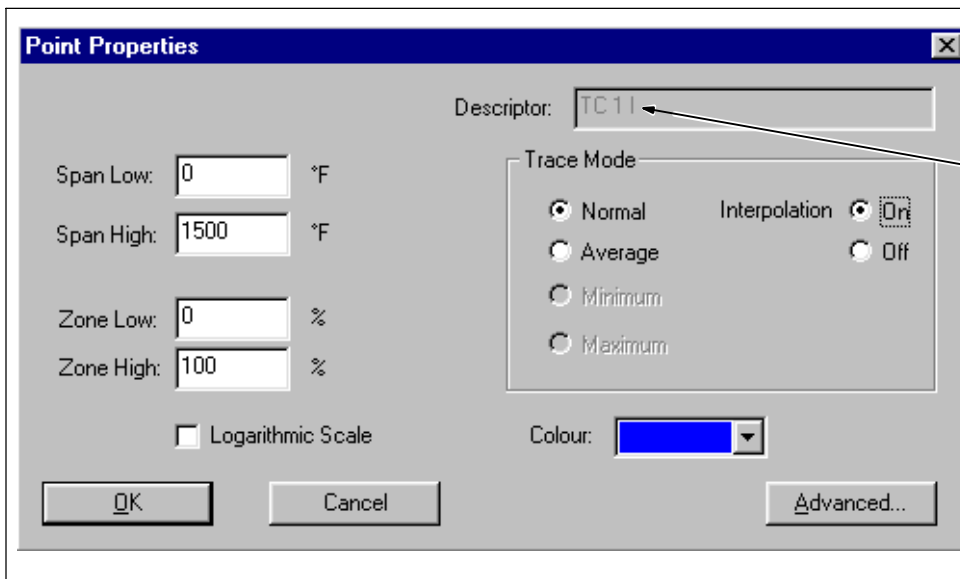 Point Properties
Descriptor: TC 1 I
Span Low: 0 °F
Span High: 1500 °F
Zone Low: 0 %
Zone High: 100 %
Logarithmic Scale
Trace Mode
Normal Interpolation On
Average Off
Minimum
Maximum
Colour:
OK Cancel Advanced...